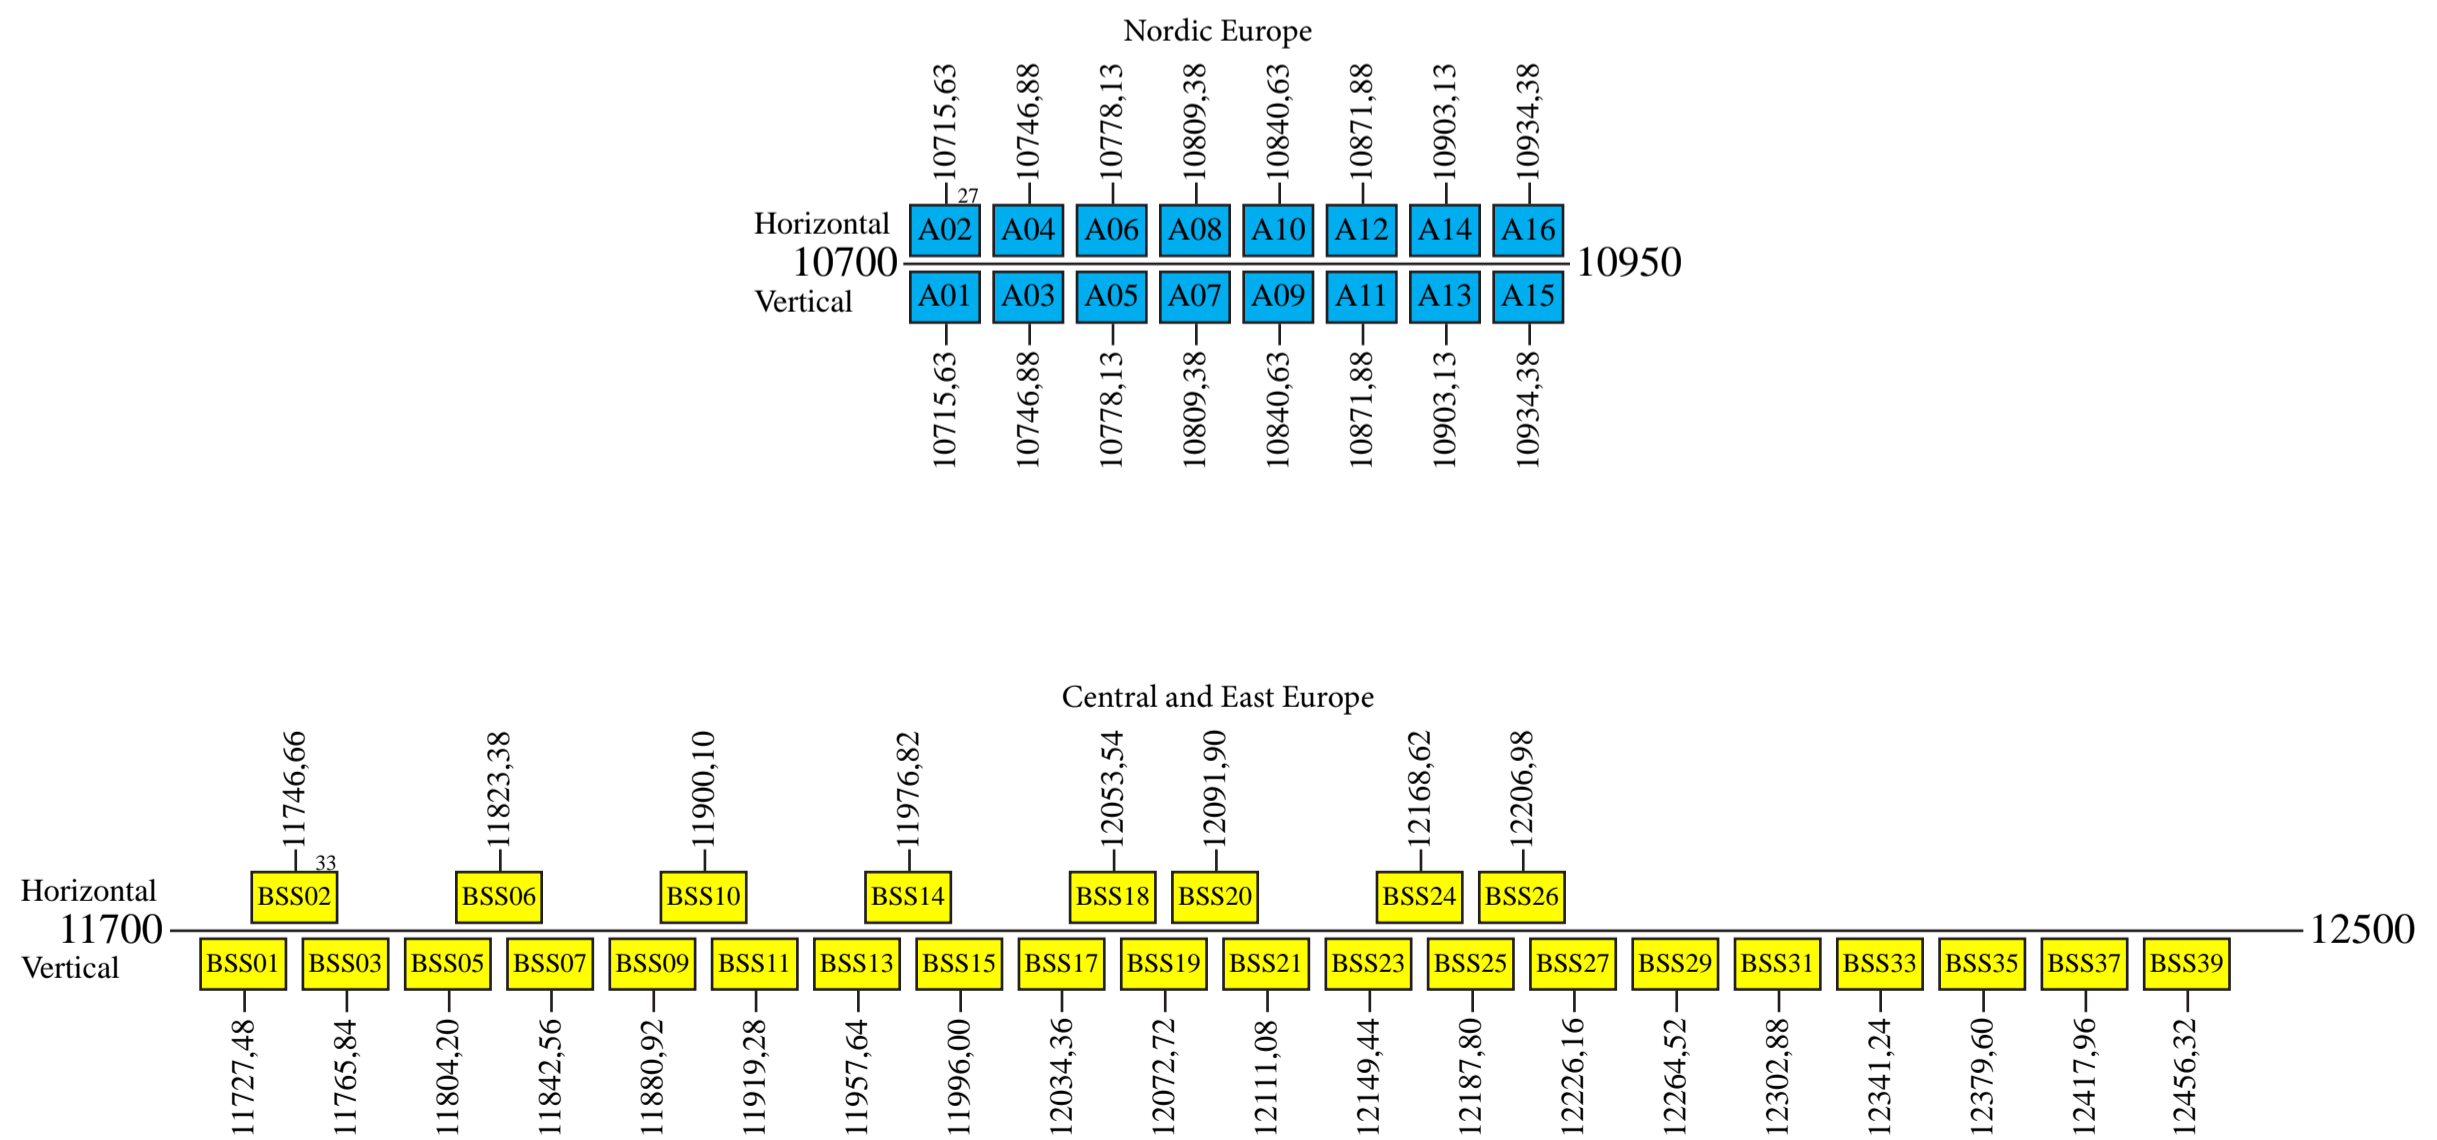 Nordic Europe
10715,63 10746,88 10778,13 10809,38 10840,63 10871,88 10903,13 10934,38
27
Horizontal A02 A04 A06 A08 A10 A12 A14 A16
10700 10950
Vertical A01 A03 A05 A07 A09 A11 A13 A15
10715,63 10746,88 10778,13 10809,38 10840,63 10871,88 10903,13 10934,38
Central and East Europe
11746,66 11823,38 11900,10 11976,82 12053,54 12091,90 12168,62 12206,98
33
Horizontal BSS02 BSS06 BSS10 BSS14 BSS18 BSS20 BSS24 BSS26
11700 12500
Vertical BSS01 BSS03 BSS05 BSS07 BSS09 BSS11 BSS13 BSS15 BSS17 BSS19 BSS21 BSS23 BSS25 BSS27 BSS29 BSS31 BSS33 BSS35 BSS37 BSS39
11727,48 11765,84 11804,20 11842,56 11880,92 11919,28 11957,64 11996,00 12034,36 12072,72 12111,08 12149,44 12187,80 12226,16 12264,52 12302,88 12341,24 12379,60 12417,96 12456,32